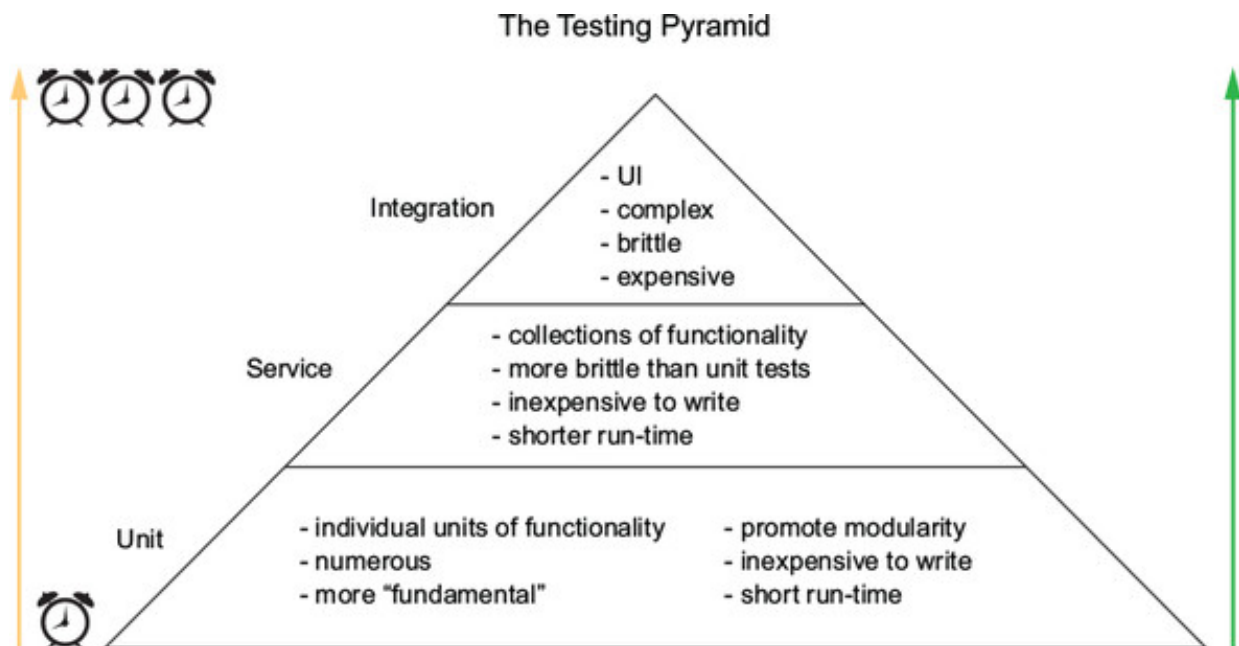 The Testing Pyramid
Integration
- UI
- complex
- brittle
- expensive
Service
- collections of functionality
- more brittle than unit tests
- inexpensive to write
- shorter run-time
Unit
- individual units of functionality
- numerous
- more “fundamental”
- promote modularity
- inexpensive to write
- short run-time